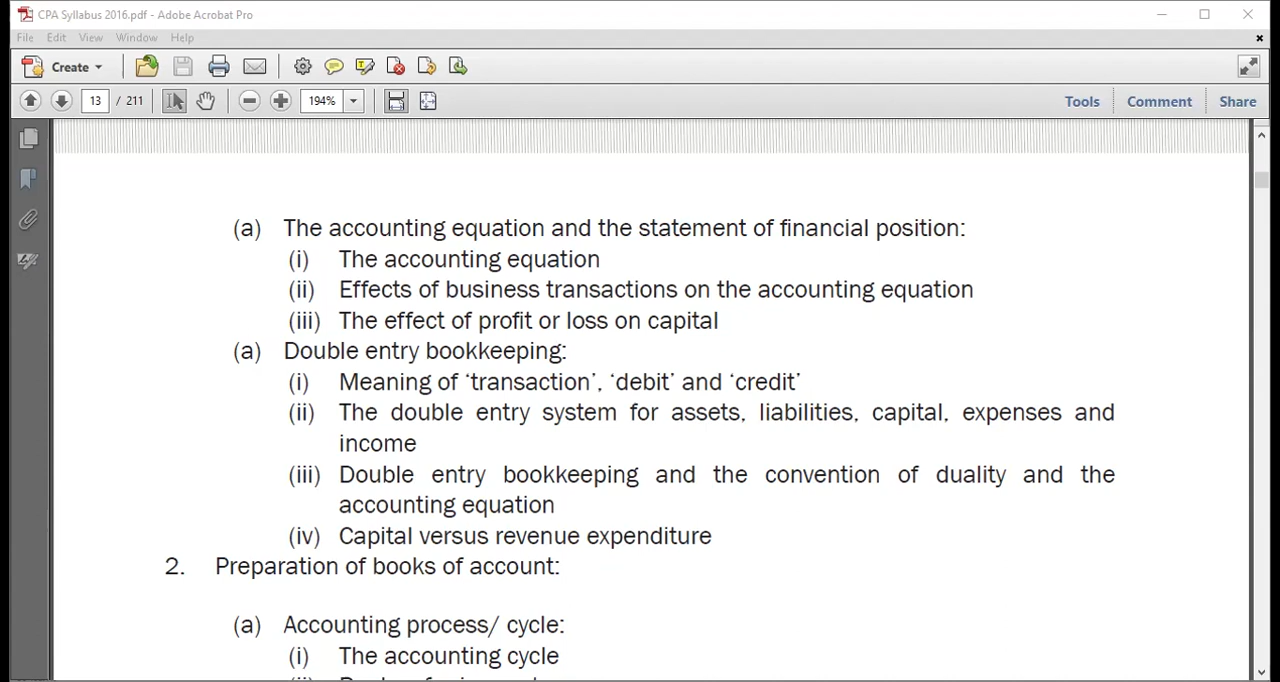 CPA Syllabus 2016.pdf - Adobe Acrobat Pro
File Edit View Window Help
Create
13 / 211 194% Tools Comment Share
(a) The accounting equation and the statement of financial position:
(i) The accounting equation
(ii) Effects of business transactions on the accounting equation
(iii) The effect of profit or loss on capital
(a) Double entry bookkeeping:
(i) Meaning of ‘transaction’, ‘debit’ and ‘credit’
(ii) The double entry system for assets, liabilities, capital, expenses and
income
(iii) Double entry bookkeeping and the convention of duality and the
accounting equation
(iv) Capital versus revenue expenditure
2. Preparation of books of account:
(a) Accounting process/ cycle:
(i) The accounting cycle